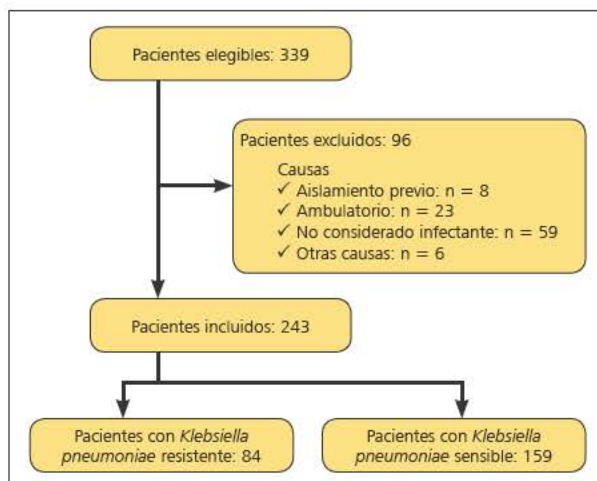 Pacientes elegibles: 339
Pacientes excluidos: 96
Causas
✓ Aislamiento previo: n = 8
✓ Ambulatorio: n = 23
✓ No considerado infectante: n = 59
✓ Otras causas: n = 6
Pacientes incluidos: 243
Pacientes con Klebsiella
pneumoniae resistente: 84
Pacientes con Klebsiella
pneumoniae sensible: 159